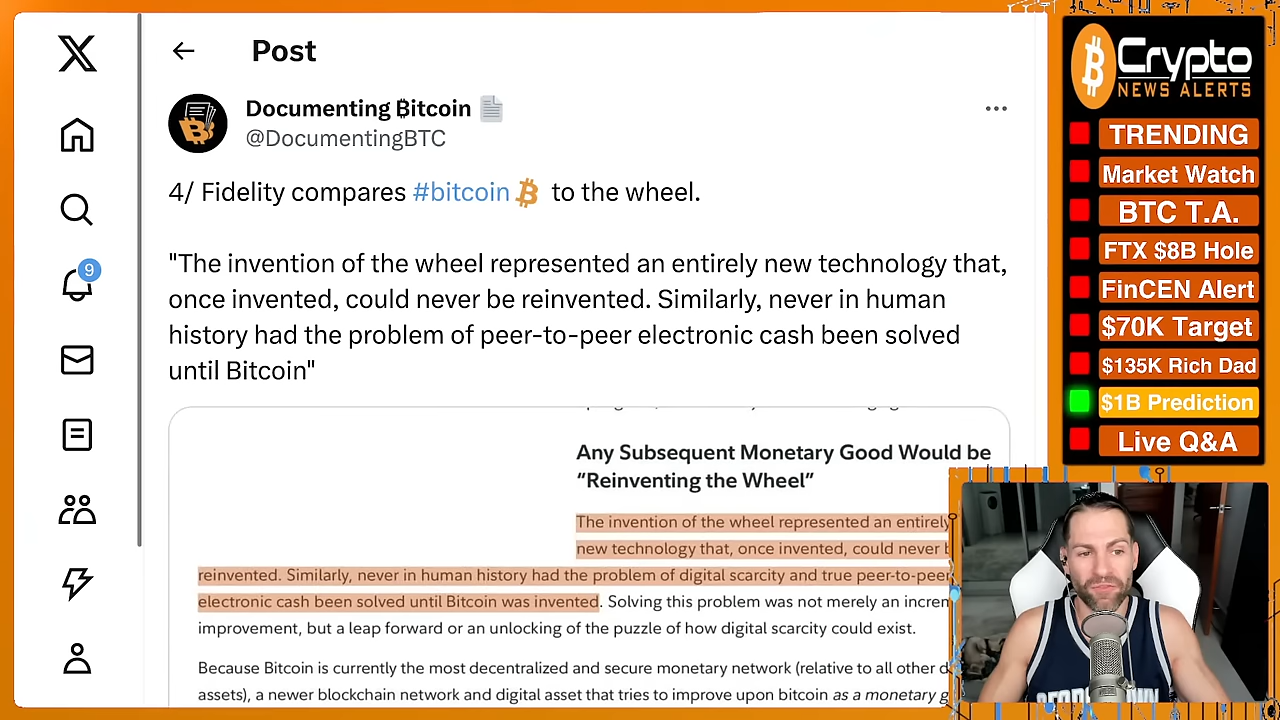 Post
Documenting ₿itcoin
@DocumentingBTC
4/ Fidelity compares #bitcoin to the wheel.
"The invention of the wheel represented an entirely new technology that,
once invented, could never be reinvented. Similarly, never in human
history had the problem of peer-to-peer electronic cash been solved
until Bitcoin"
Any Subsequent Monetary Good Would be
“Reinventing the Wheel”
The invention of the wheel represented an entirely
new technology that, once invented, could never
reinvented. Similarly, never in human history had the problem of digital scarcity and true peer-to-peer
electronic cash been solved until Bitcoin was invented. Solving this problem was not merely an
improvement, but a leap forward or an unlocking of the puzzle of how digital scarcity could exist.
Because Bitcoin is currently the most decentralized and secure monetary network (relative to all other
assets), a newer blockchain network and digital asset that tries to improve upon bitcoin as a monetary
9
Crypto
NEWS ALERTS
TRENDING
Market Watch
BTC T.A.
FTX $8B Hole
FinCEN Alert
$70K Target
$135K Rich Dad
$1B Prediction
Live Q&A